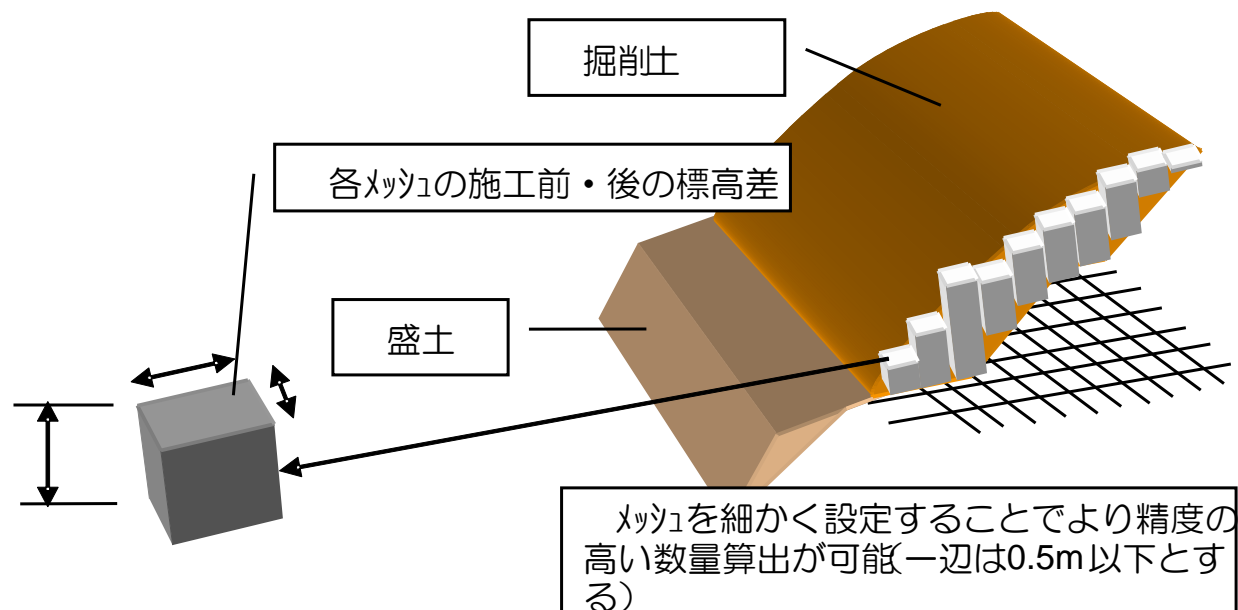 掘削土
各ﾒｯｼｭの施工前・後の標高差
盛土
ﾒｯｼｭを細かく設定することでより精度の
高い数量算出が可能(一辺は0.5m以下とす
る)